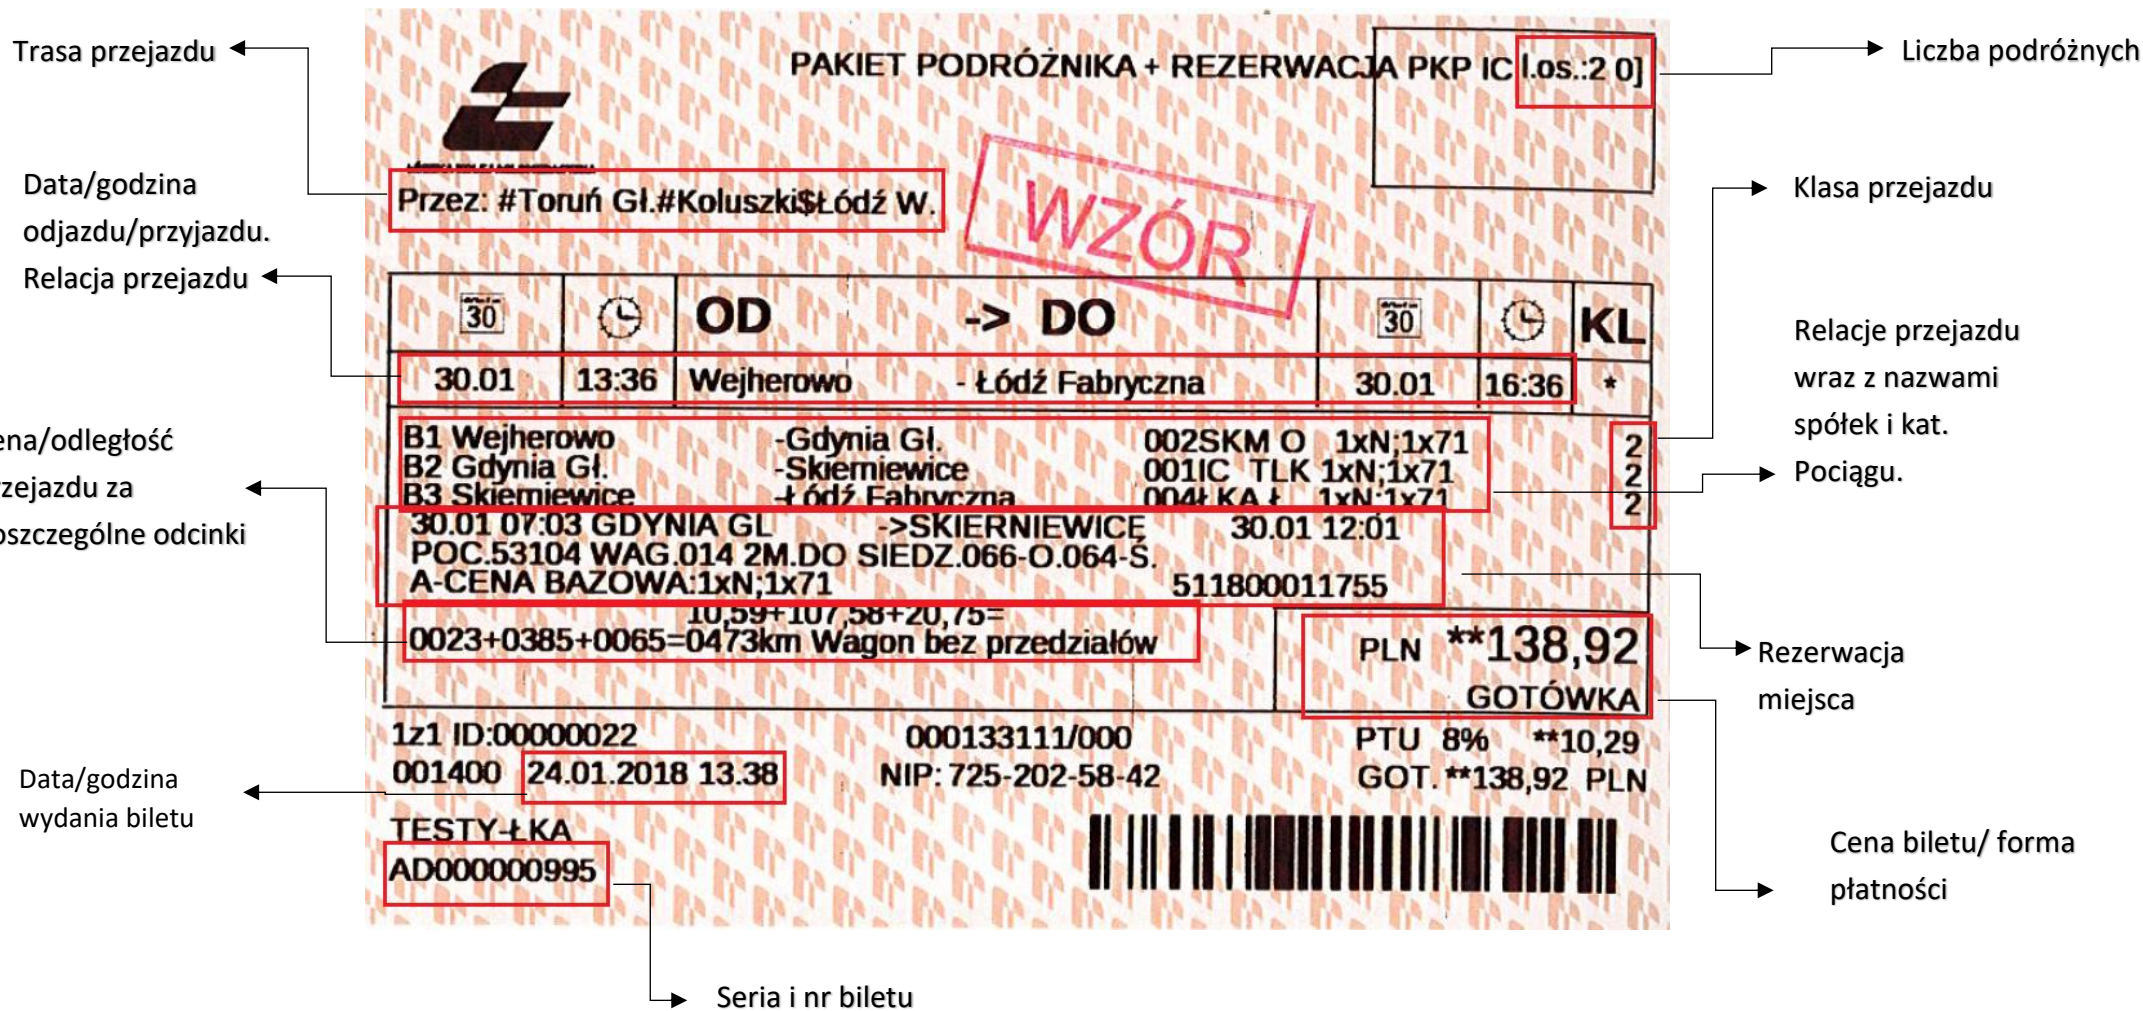 Trasa przejazdu
Liczba podróżnych
PAKIET PODRÓŻNIKA + REZERWACJA PKP IC l.os.:2 0]
Data/godzina
odjazdu/przyjazdu.
Relacja przejazdu
Klasa przejazdu
Przez: #Toruń Gł.#Koluszki$Łódź W.
WZÓR
30 OD -> DO 30 KL
30.01 13:36 Wejherowo - Łódź Fabryczna 30.01 16:36 *
Relacje przejazdu
wraz z nazwami
spółek i kat.
Pociągu.
ena/odległość
rzejazdu za
oszczególne odcinki
B1 Wejherowo -Gdynia Gł. 002SKM O 1xN;1x71 2
B2 Gdynia Gł. -Skierniewice 001IC TLK 1xN;1x71 2
B3 Skierniewice -Łódź Fabryczna 004ŁKA Ł 1xN;1x71 2
30.01 07:03 GDYNIA GL ->SKIERNIEWICE 30.01 12:01
POC.53104 WAG.014 2M.DO SIEDZ.066-O.064-Ś.
A-CENA BAZOWA:1xN;1x71 511800011755
10,59+107,58+20,75=
0023+0385+0065=0473km Wagon bez przedziałów
PLN **138,92
GOTÓWKA
Rezerwacja
miejsca
1z1 ID:00000022 000133111/000 PTU 8% **10,29
001400 24.01.2018 13.38 NIP: 725-202-58-42 GOT. **138,92 PLN
Data/godzina
wydania biletu
TESTY-ŁKA
AD000000995
Cena biletu/ forma
płatności
Seria i nr biletu